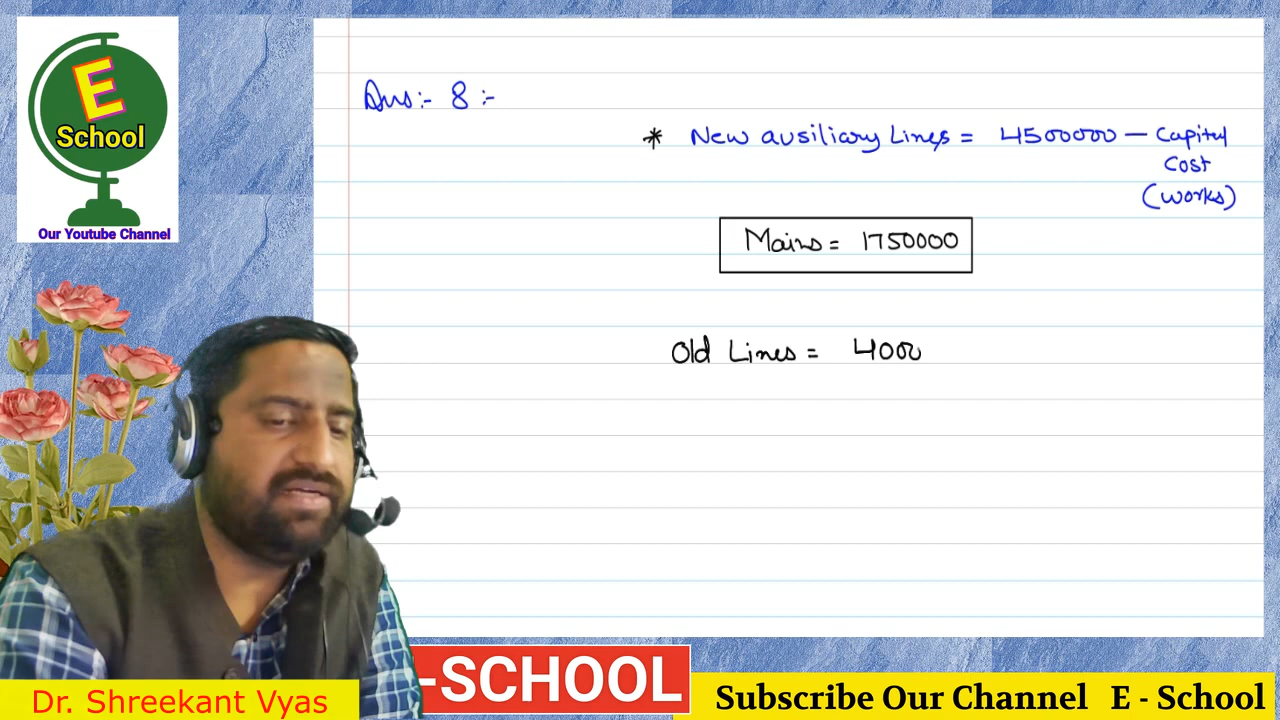 E
School
Our Youtube Channel
Ans:- 8 :-
* New ausiliary Lines = 4500000 — Capital
Cost
(works)
Mains = 1750000
Old Lines = 4000
-SCHOOL
Dr. Shreekant Vyas
Subscribe Our Channel E - School